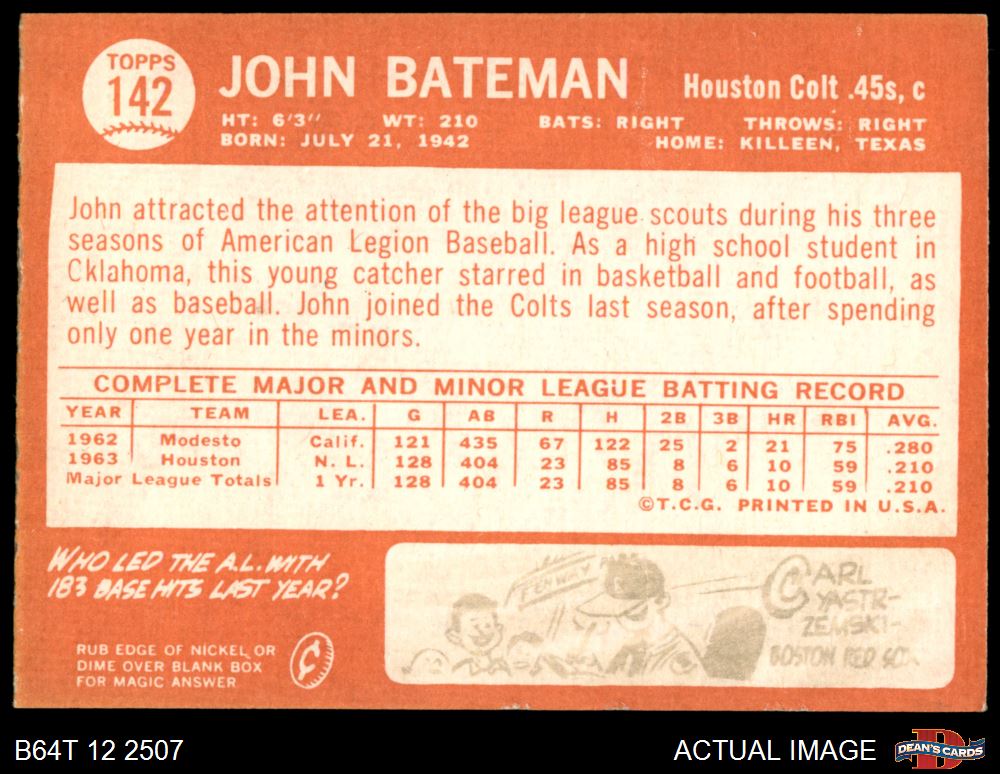 TOPPS
142
JOHN BATEMAN
Houston Colt .45s, c
HT: 6'3" WT: 210 BATS: RIGHT THROWS: RIGHT
BORN: JULY 21, 1942 HOME: KILLEEN, TEXAS
John attracted the attention of the big league scouts during his three
seasons of American Legion Baseball. As a high school student in
Cklahoma, this young catcher starred in basketball and football, as
well as baseball. John joined the Colts last season, after spending
only one year in the minors.
COMPLETE MAJOR AND MINOR LEAGUE BATTING RECORD
YEAR TEAM LEA. G AB R H 2B 3B HR RBI AVG.
1962 Modesto Calif. 121 435 67 122 25 2 21 75 .280
1963 Houston N. L. 128 404 23 85 8 6 10 59 .210
Major League Totals 1 Yr. 128 404 23 85 8 6 10 59 .210
©T.C.G. PRINTED IN U.S.A.
WHO LED THE A.L. WITH
183 BASE HITS LAST YEAR?
RUB EDGE OF NICKEL OR
DIME OVER BLANK BOX
FOR MAGIC ANSWER
FENWAY PARK
CARL
YASTR-
ZEMSKI-
BOSTON RED SOX
B64T 12 2507
ACTUAL IMAGE
DEAN'S CARDS